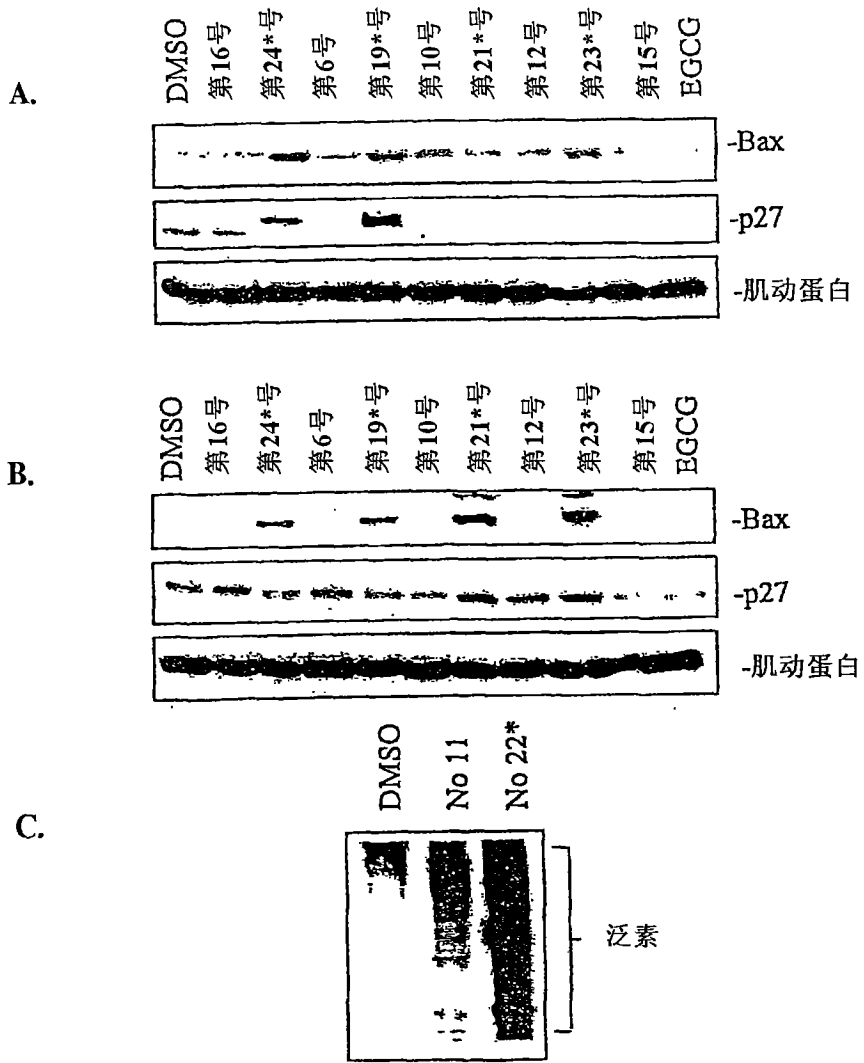 A.
DMSO
第16号
第24*号
第6号
第19*号
第10号
第21*号
第12号
第23*号
第15号
EGCG
-Bax
-p27
-肌动蛋白
B.
DMSO
第16号
第24*号
第6号
第19*号
第10号
第21*号
第12号
第23*号
第15号
EGCG
-Bax
-p27
-肌动蛋白
C.
DMSO
No 11
No 22*
泛素